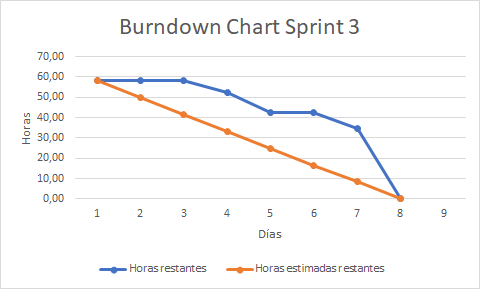 Burndown Chart Sprint 3
70,00
60,00
50,00
40,00
30,00
20,00
10,00
0,00
Horas
1 2 3 4 5 6 7 8 9
Días
Horas restantes Horas estimadas restantes